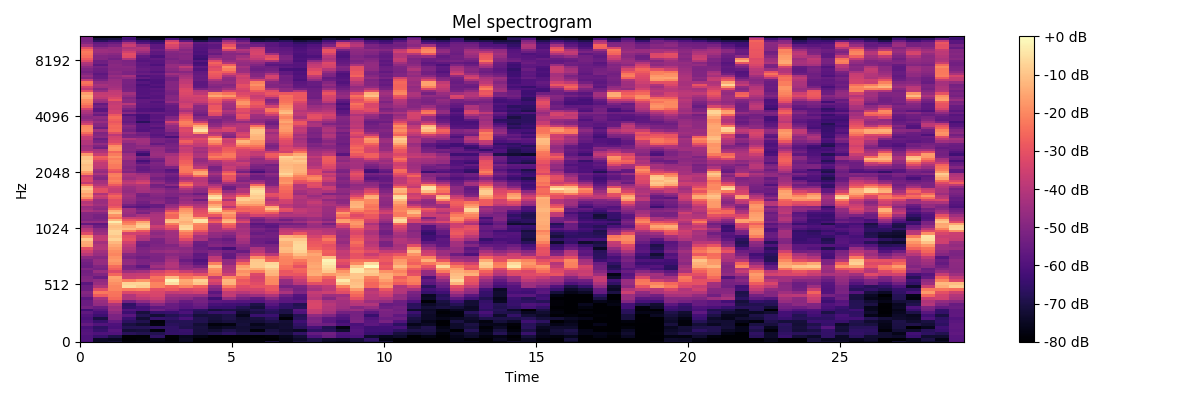 Mel spectrogram
Hz
8192
4096
2048
1024
512
0
0 5 10 15 20 25
Time
+0 dB
-10 dB
-20 dB
-30 dB
-40 dB
-50 dB
-60 dB
-70 dB
-80 dB